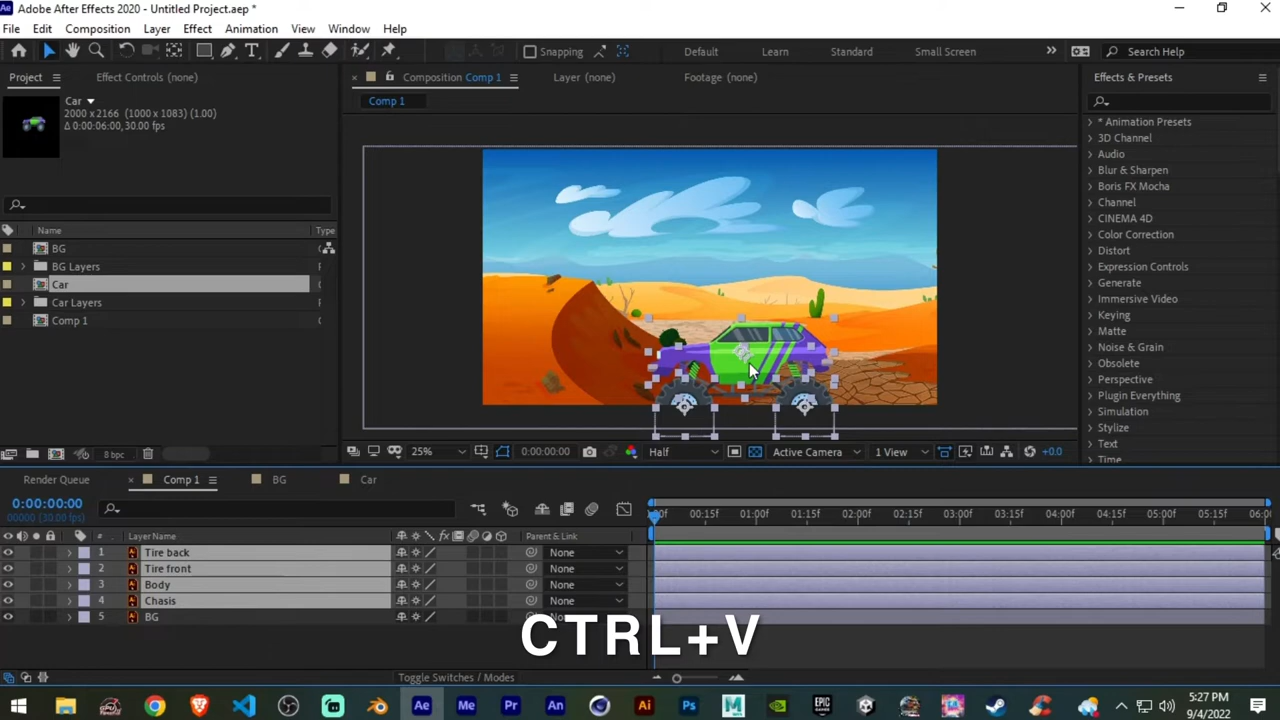 Adobe After Effects 2020 - Untitled Project.aep *
File Edit Composition Layer Effect Animation View Window Help
Snapping Default Learn Standard Small Screen Search Help
Project Effect Controls (none) Composition Comp 1 Layer (none) Footage (none) Effects & Presets
Comp 1
Car
2000 x 2166 (1000 x 1083) (1.00)
Δ 0:00:06:00, 30.00 fps
Name Type
BG
BG Layers
Car
Car Layers
Comp 1
* Animation Presets
3D Channel
Audio
Blur & Sharpen
Boris FX Mocha
Channel
CINEMA 4D
Color Correction
Distort
Expression Controls
Generate
Immersive Video
Keying
Matte
Noise & Grain
Obsolete
Perspective
Plugin Everything
Simulation
Stylize
Text
Time
8 bpc 25% 0:00:00:00 Half Active Camera 1 View +0.0
Render Queue Comp 1 BG Car
0:00:00:00
00000 (30.00 fps)
00:15f 01:00f 01:15f 02:00f 02:15f 03:00f 03:15f 04:00f 04:15f 05:00f 05:15f
# Layer Name fx Parent & Link
1 Tire back None
2 Tire front None
3 Body None
4 Chasis None
5 BG
CTRL+V
Toggle Switches / Modes
5:27 PM
9/4/2022